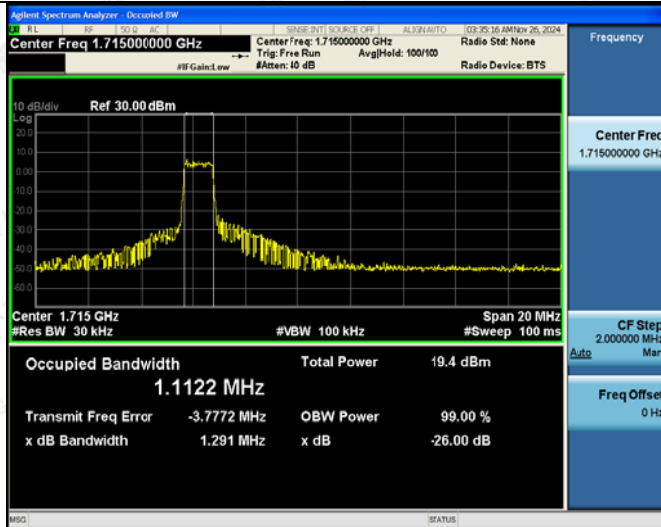 Agilent Spectrum Analyzer - Occupied BW
RL RF 50 Ω AC SENSE:INT SOURCE OFF ALIGN AUTO 03:35:16 AM Nov 26, 2024
Center Freq 1.715000000 GHz
Center Freq: 1.715000000 GHz
Radio Std: None
Trig: Free Run Avg|Hold: 100/100
#IFGain:Low #Atten: 40 dB Radio Device: BTS
10 dB/div Ref 30.00 dBm
Log
20.0
10.0
0.00
-10.0
-20.0
-30.0
-40.0
-50.0
-60.0
Center 1.715 GHz Span 20 MHz
#Res BW 30 kHz #VBW 100 kHz #Sweep 100 ms
Occupied Bandwidth Total Power 19.4 dBm
1.1122 MHz
Transmit Freq Error -3.7772 MHz OBW Power 99.00 %
x dB Bandwidth 1.291 MHz x dB -26.00 dB
MSG STATUS
Frequency
Center Freq
1.715000000 GHz
CF Step
2.000000 MHz
Auto Man
Freq Offset
0 Hz